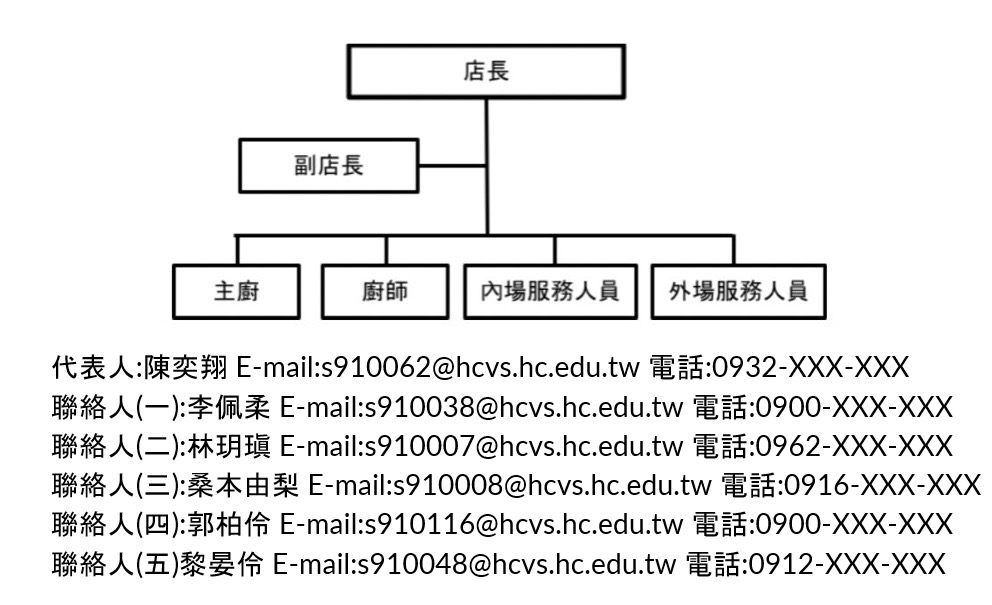 店長
副店長
主廚 廚師 內場服務人員 外場服務人員
代表人:陳奕翔 E-mail:s910062@hcvs.hc.edu.tw 電話:0932-XXX-XXX
聯絡人(一):李佩柔 E-mail:s910038@hcvs.hc.edu.tw 電話:0900-XXX-XXX
聯絡人(二):林玥瑱 E-mail:s910007@hcvs.hc.edu.tw 電話:0962-XXX-XXX
聯絡人(三):桑本由梨 E-mail:s910008@hcvs.hc.edu.tw 電話:0916-XXX-XXX
聯絡人(四):郭柏伶 E-mail:s910116@hcvs.hc.edu.tw 電話:0900-XXX-XXX
聯絡人(五)黎晏伶 E-mail:s910048@hcvs.hc.edu.tw 電話:0912-XXX-XXX